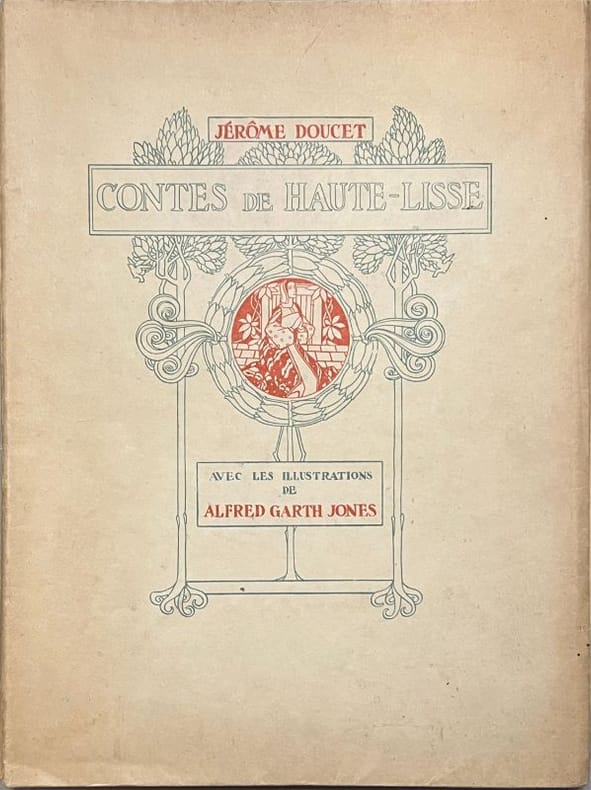 JÉRÔME DOUCET
CONTES DE HAUTE-LISSE
AVEC LES ILLUSTRATIONS
DE
ALFRED GARTH JONES